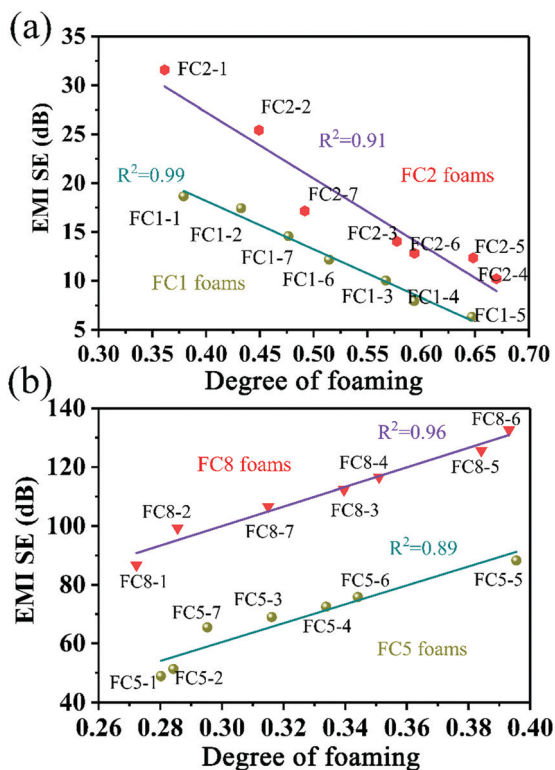 (a)
35
30
25
20
15
10
5
EMI SE (dB)
FC2-1
FC2-2
R²=0.91
R²=0.99
FC2-7
FC2 foams
FC1-1
FC1-2
FC2-3
FC2-6
FC2-5
FC1-7
FC2-4
FC1-6
FC1 foams
FC1-3
FC1-4
FC1-5
0.30 0.35 0.40 0.45 0.50 0.55 0.60 0.65 0.70
Degree of foaming
(b)
140
120
100
80
60
40
EMI SE (dB)
FC8-6
R²=0.96
FC8 foams
FC8-4
FC8-5
FC8-2
FC8-7
FC8-3
FC8-1
R²=0.89
FC5-6
FC5-5
FC5-7
FC5-3
FC5-4
FC5 foams
FC5-1
FC5-2
0.26 0.28 0.30 0.32 0.34 0.36 0.38 0.40
Degree of foaming